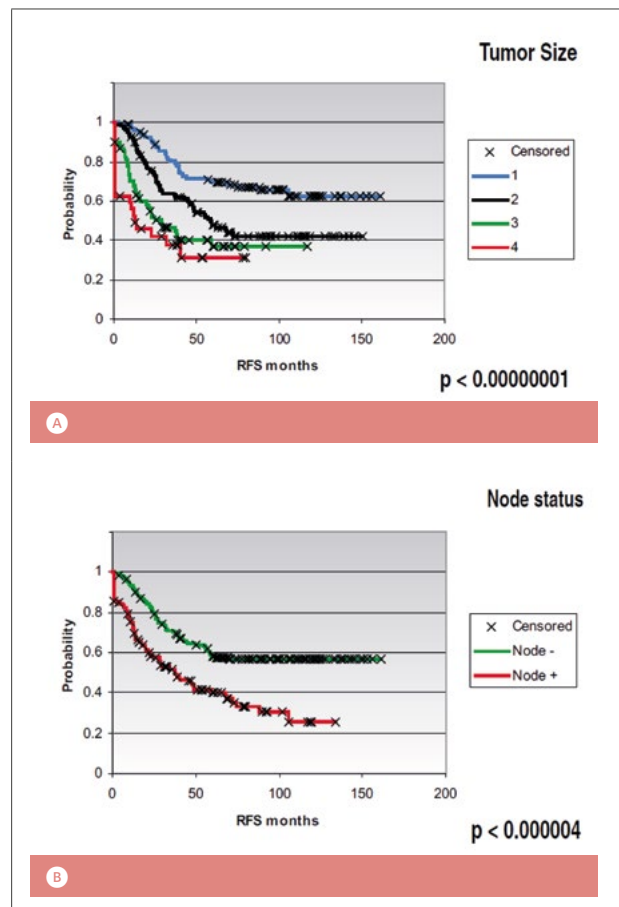 Tumor Size
1
0.8
0.6
0.4
0.2
0
Probability
0 50 100 150 200
RFS months
Censored
1
2
3
4
p < 0.00000001
A
Node status
1
0.8
0.6
0.4
0.2
0
Probability
0 50 100 150 200
RFS months
Censored
Node -
Node +
p < 0.000004
B